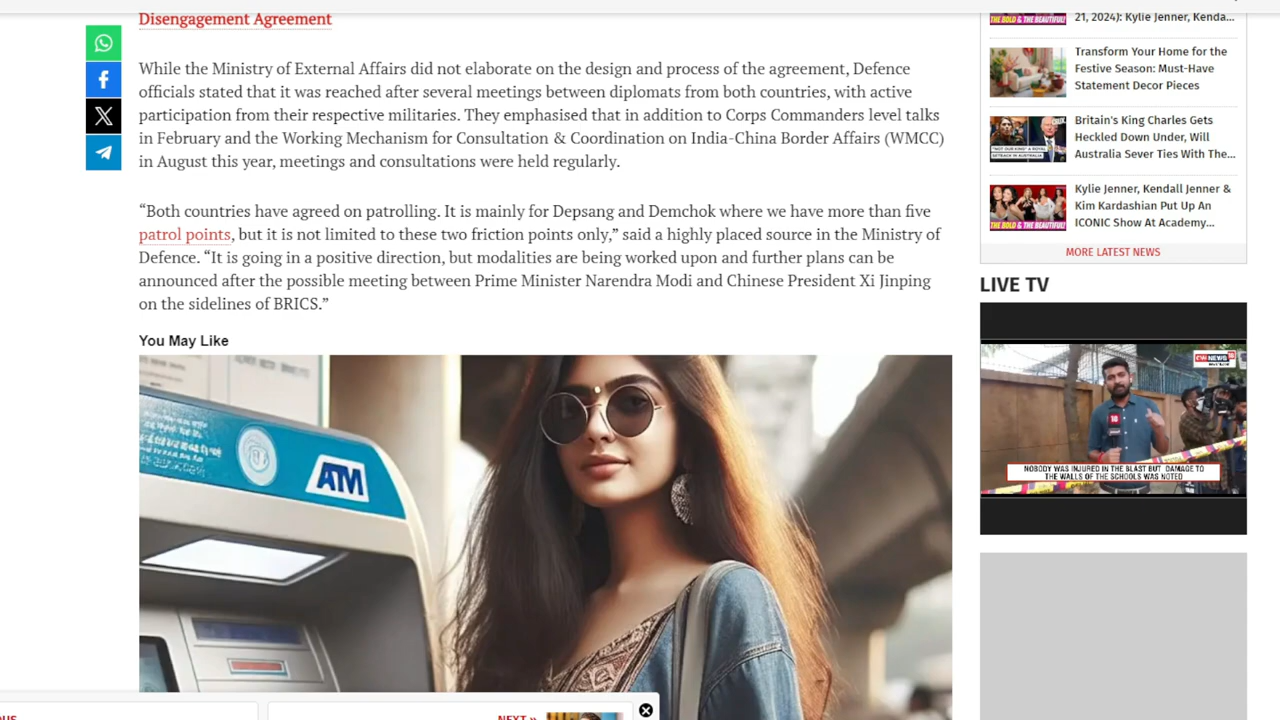 Disengagement Agreement
While the Ministry of External Affairs did not elaborate on the design and process of the agreement, Defence
officials stated that it was reached after several meetings between diplomats from both countries, with active
participation from their respective militaries. They emphasised that in addition to Corps Commanders level talks
in February and the Working Mechanism for Consultation & Coordination on India-China Border Affairs (WMCC)
in August this year, meetings and consultations were held regularly.
“Both countries have agreed on patrolling. It is mainly for Depsang and Demchok where we have more than five
patrol points, but it is not limited to these two friction points only,” said a highly placed source in the Ministry of
Defence. “It is going in a positive direction, but modalities are being worked upon and further plans can be
announced after the possible meeting between Prime Minister Narendra Modi and Chinese President Xi Jinping
on the sidelines of BRICS.”
You May Like
ATM
THE BOLD & THE BEAUTIFUL!
21, 2024): Kylie Jenner, Kenda...
Transform Your Home for the
Festive Season: Must-Have
Statement Decor Pieces
Britain's King Charles Gets
Heckled Down Under, Will
Australia Sever Ties With The...
Kylie Jenner, Kendall Jenner &
Kim Kardashian Put Up An
ICONIC Show At Academy...
THE BOLD & THE BEAUTIFUL!
MORE LATEST NEWS
LIVE TV
CNN NEWS 18
NOBODY WAS INJURED IN THE BLAST BUT DAMAGE TO
THE WALLS OF THE SCHOOLS WAS NOTED
NEXT »